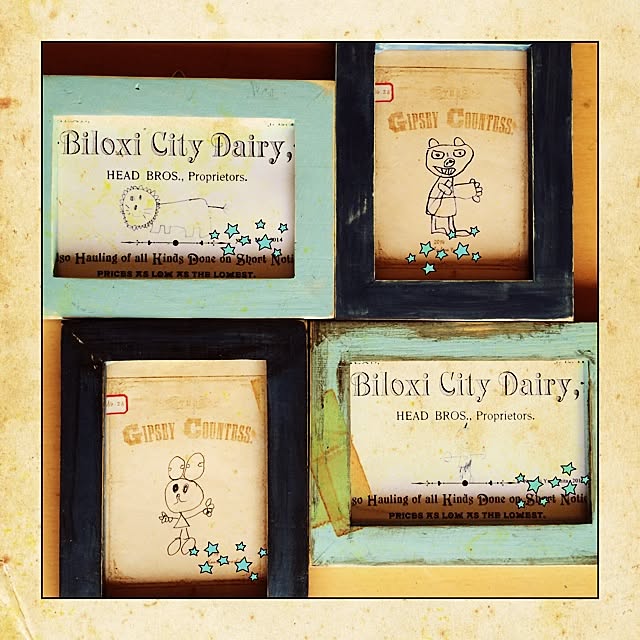 Biloxi City Dairy,
HEAD BROS., Proprietors.
2014
so Hauling of all Kinds Done on Short Noti
PRICES AS LOW AS THE LOWEST.
GIPSEY COUNTESS.
GIPSEY COUNTESS.
Biloxi City Dairy,
HEAD BROS., Proprietors.
so Hauling of all Kinds Done on Short Noti
PRICES AS LOW AS THE LOWEST.